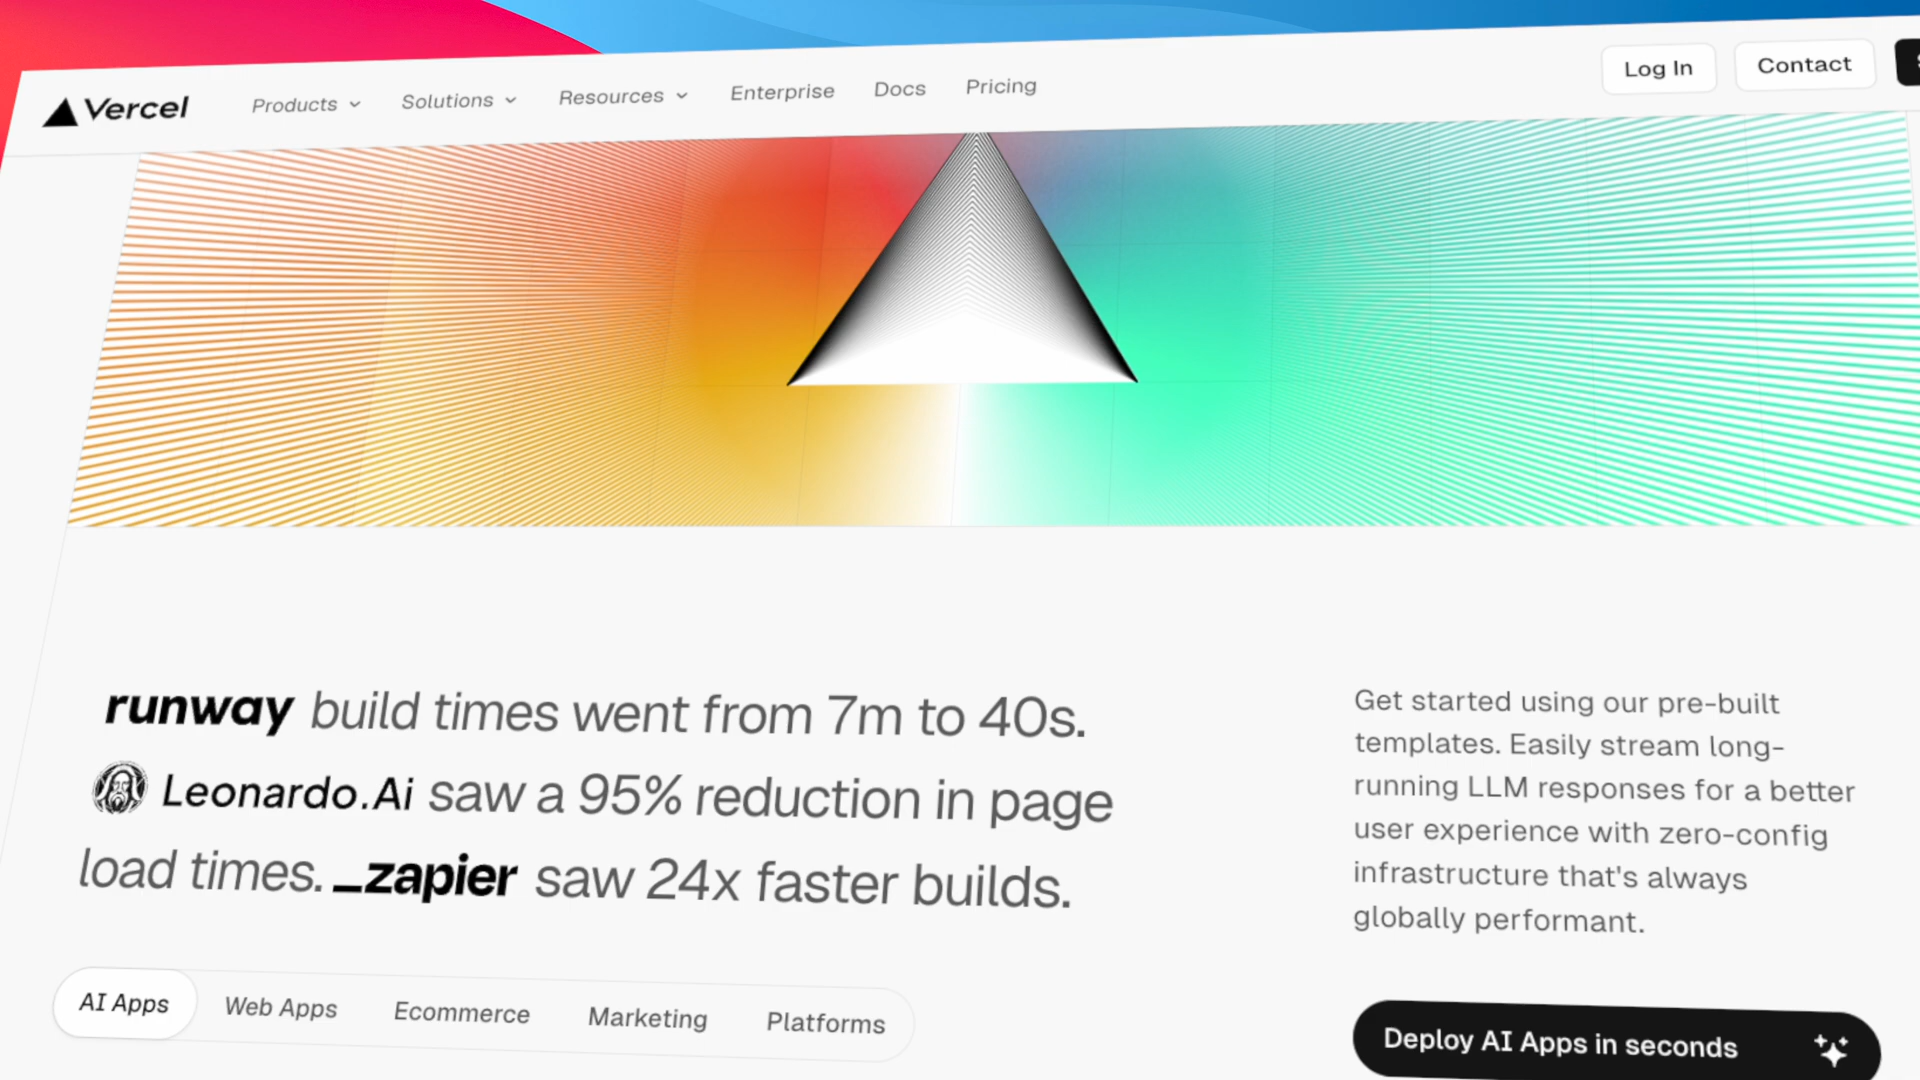 Vercel
Products
Solutions
Resources
Enterprise
Docs
Pricing
Log In
Contact
runway build times went from 7m to 40s.
Leonardo.Ai saw a 95% reduction in page
load times. _zapier saw 24x faster builds.
Get started using our pre-built
templates. Easily stream long-
running LLM responses for a better
user experience with zero-config
infrastructure that's always
globally performant.
AI Apps
Web Apps
Ecommerce
Marketing
Platforms
Deploy AI Apps in seconds